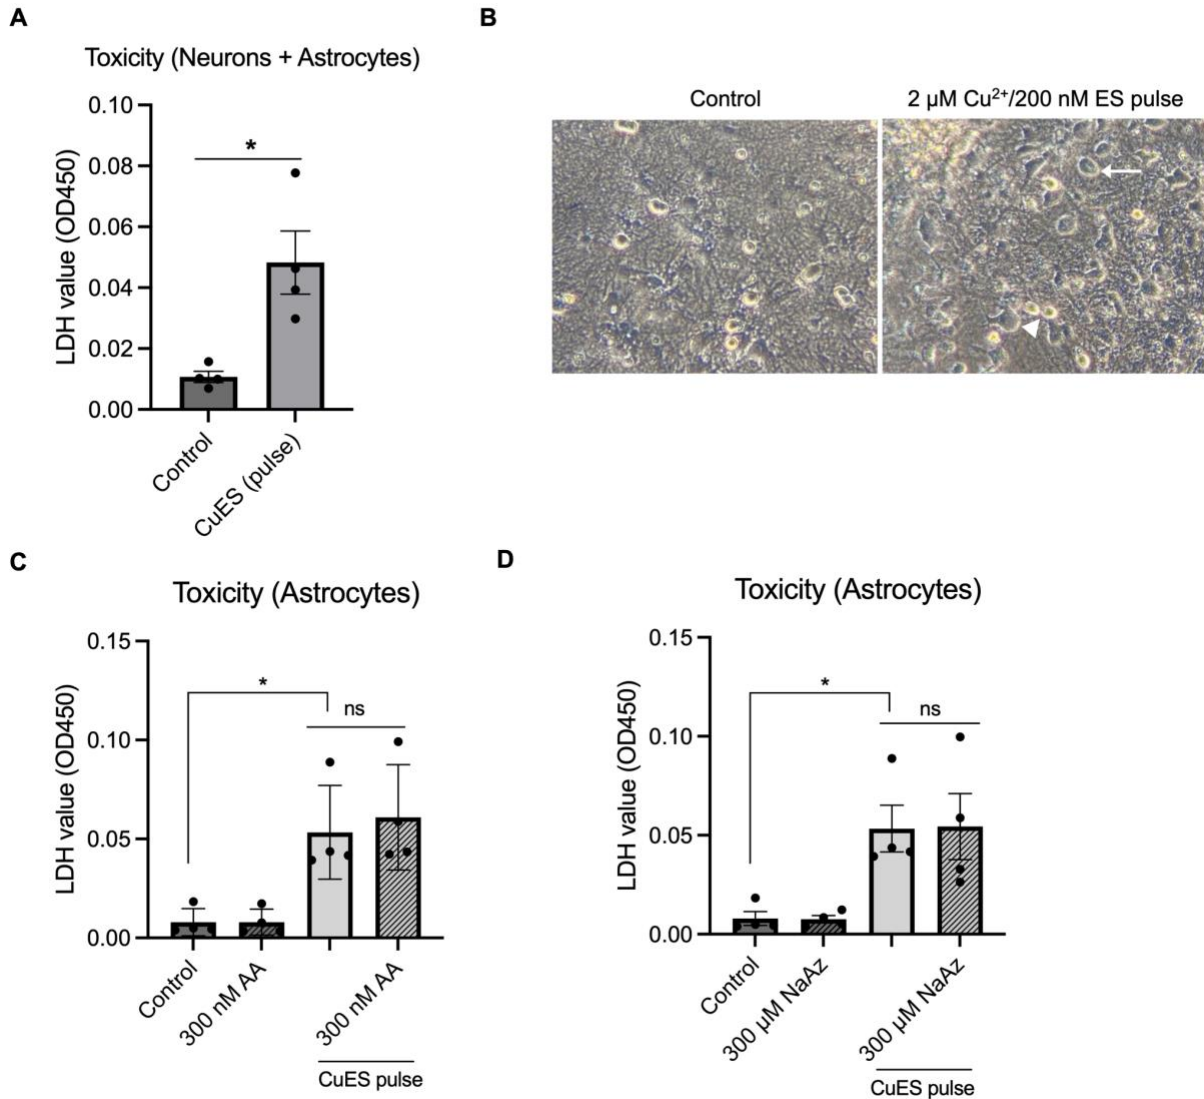 A
Toxicity (Neurons + Astrocytes)
LDH value (OD450)
0.10
0.08
0.06
0.04
0.02
0.00
*
Control
CuES (pulse)
B
Control
2 µM Cu²⁺/200 nM ES pulse
C
Toxicity (Astrocytes)
LDH value (OD450)
0.15
0.10
0.05
0.00
*
ns
Control
300 nM AA
300 nM AA
CuES pulse
D
Toxicity (Astrocytes)
LDH value (OD450)
0.15
0.10
0.05
0.00
*
ns
Control
300 µM NaAz
300 µM NaAz
CuES pulse